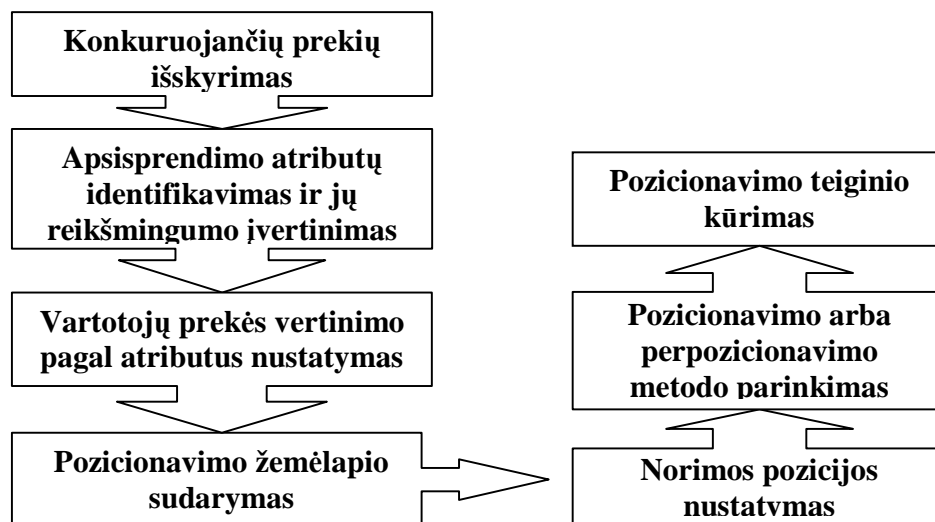 Konkuruojančių prekių
išskyrimas
Apsisprendimo atributų
identifikavimas ir jų
reikšmingumo įvertinimas
Vartotojų prekės vertinimo
pagal atributus nustatymas
Pozicionavimo žemėlapio
sudarymas
Norimos pozicijos
nustatymas
Pozicionavimo arba
perpozicionavimo
metodo parinkimas
Pozicionavimo teiginio
kūrimas